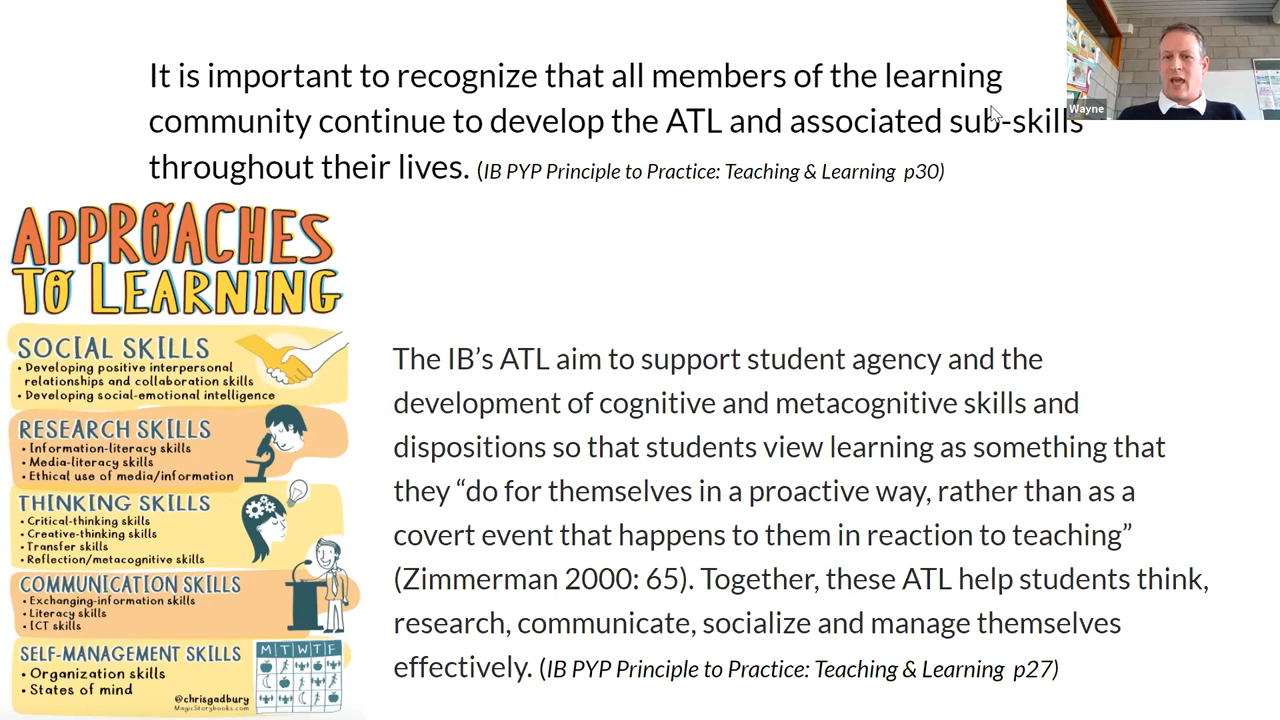 It is important to recognize that all members of the learning
community continue to develop the ATL and associated sub-skills
throughout their lives. (IB PYP Principle to Practice: Teaching & Learning p30)
Wayne
APPROACHES
TO LEARNING
SOCIAL SKILLS
• Developing positive interpersonal
relationships and collaboration skills
• Developing social-emotional intelligence
RESEARCH SKILLS
• Information-literacy skills
• Media-literacy skills
• Ethical use of media/information
THINKING SKILLS
• Critical-thinking skills
• Creative-thinking skills
• Transfer skills
• Reflection/metacognitive skills
COMMUNICATION SKILLS
• Exchanging-information skills
• Literacy skills
• ICT skills
SELF-MANAGEMENT SKILLS
• Organization skills
• States of mind
M T W T F
@chrisgadbury
MagicStorybooks.com
The IB’s ATL aim to support student agency and the
development of cognitive and metacognitive skills and
dispositions so that students view learning as something that
they “do for themselves in a proactive way, rather than as a
covert event that happens to them in reaction to teaching”
(Zimmerman 2000: 65). Together, these ATL help students think,
research, communicate, socialize and manage themselves
effectively. (IB PYP Principle to Practice: Teaching & Learning p27)